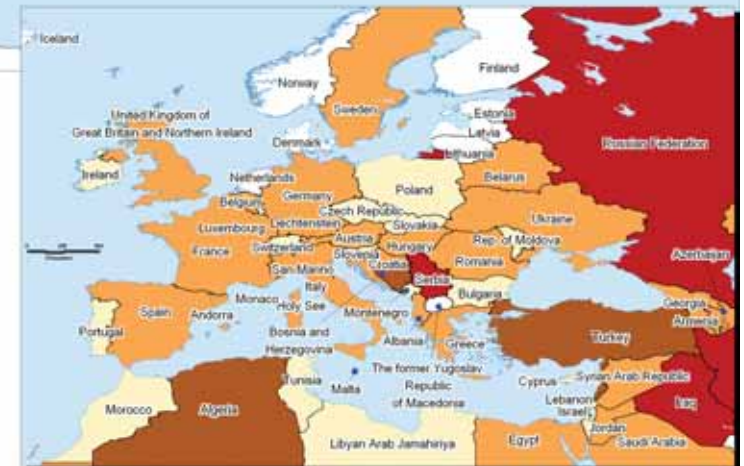 Iceland
Norway
Finland
Sweden
Estonia
Latvia
Lithuania
Russian Federation
United Kingdom of
Great Britain and Northern Ireland
Denmark
Ireland
Netherlands
Belarus
Poland
Germany
Belgium
Czech Republic
Ukraine
Luxembourg
Liechtenstein
Slovakia
France
Switzerland
Austria
Hungary
Rep. of Moldova
Slovenia
Romania
San Marino
Croatia
Azerbaijan
Italy
Serbia
Monaco
Holy See
Bulgaria
Spain
Andorra
Montenegro
Georgia
Portugal
Bosnia and
Herzegovina
Armenia
Albania
Greece
Turkey
The former Yugoslav
Republic
of Macedonia
Tunisia
Malta
Cyprus
Syrian Arab Republic
Lebanon
Israel
Iraq
Morocco
Algeria
Jordan
Libyan Arab Jamahiriya
Egypt
Saudi Arabia